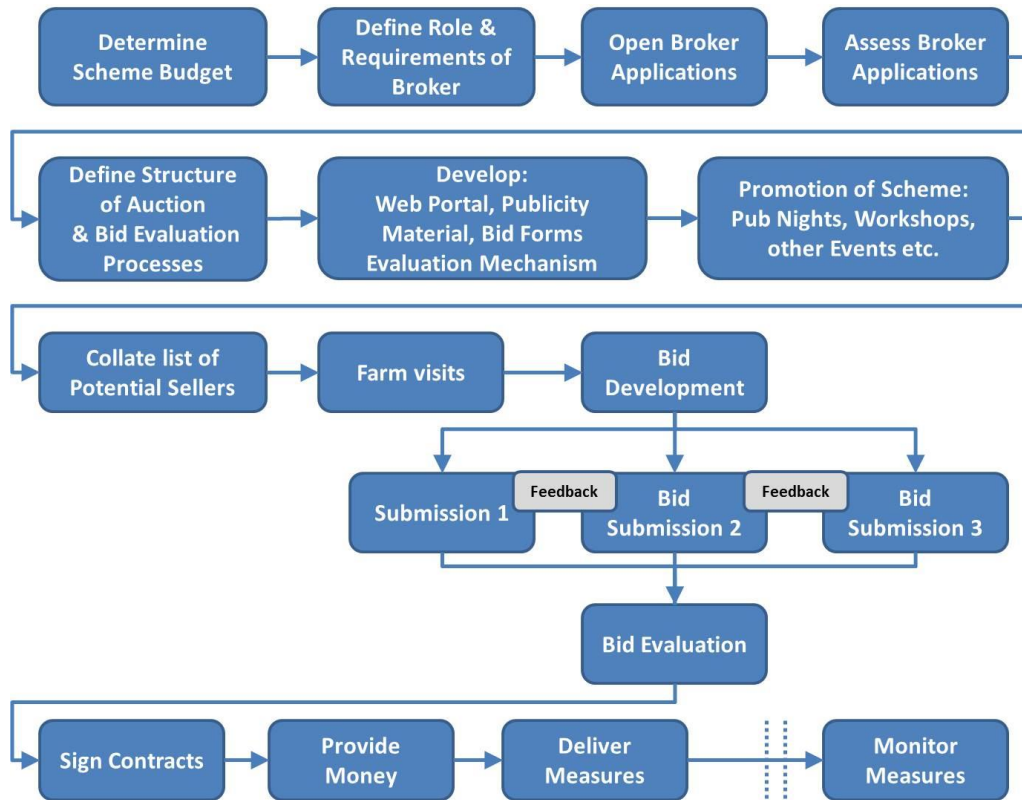 Determine
Scheme Budget
Define Role &
Requirements of
Broker
Open Broker
Applications
Assess Broker
Applications
Define Structure
of Auction
& Bid Evaluation
Processes
Develop:
Web Portal, Publicity
Material, Bid Forms
Evaluation Mechanism
Promotion of Scheme:
Pub Nights, Workshops,
other Events etc.
Collate list of
Potential Sellers
Farm visits
Bid
Development
Submission 1
Feedback
Bid
Submission 2
Feedback
Bid
Submission 3
Bid Evaluation
Sign Contracts
Provide
Money
Deliver
Measures
Monitor
Measures